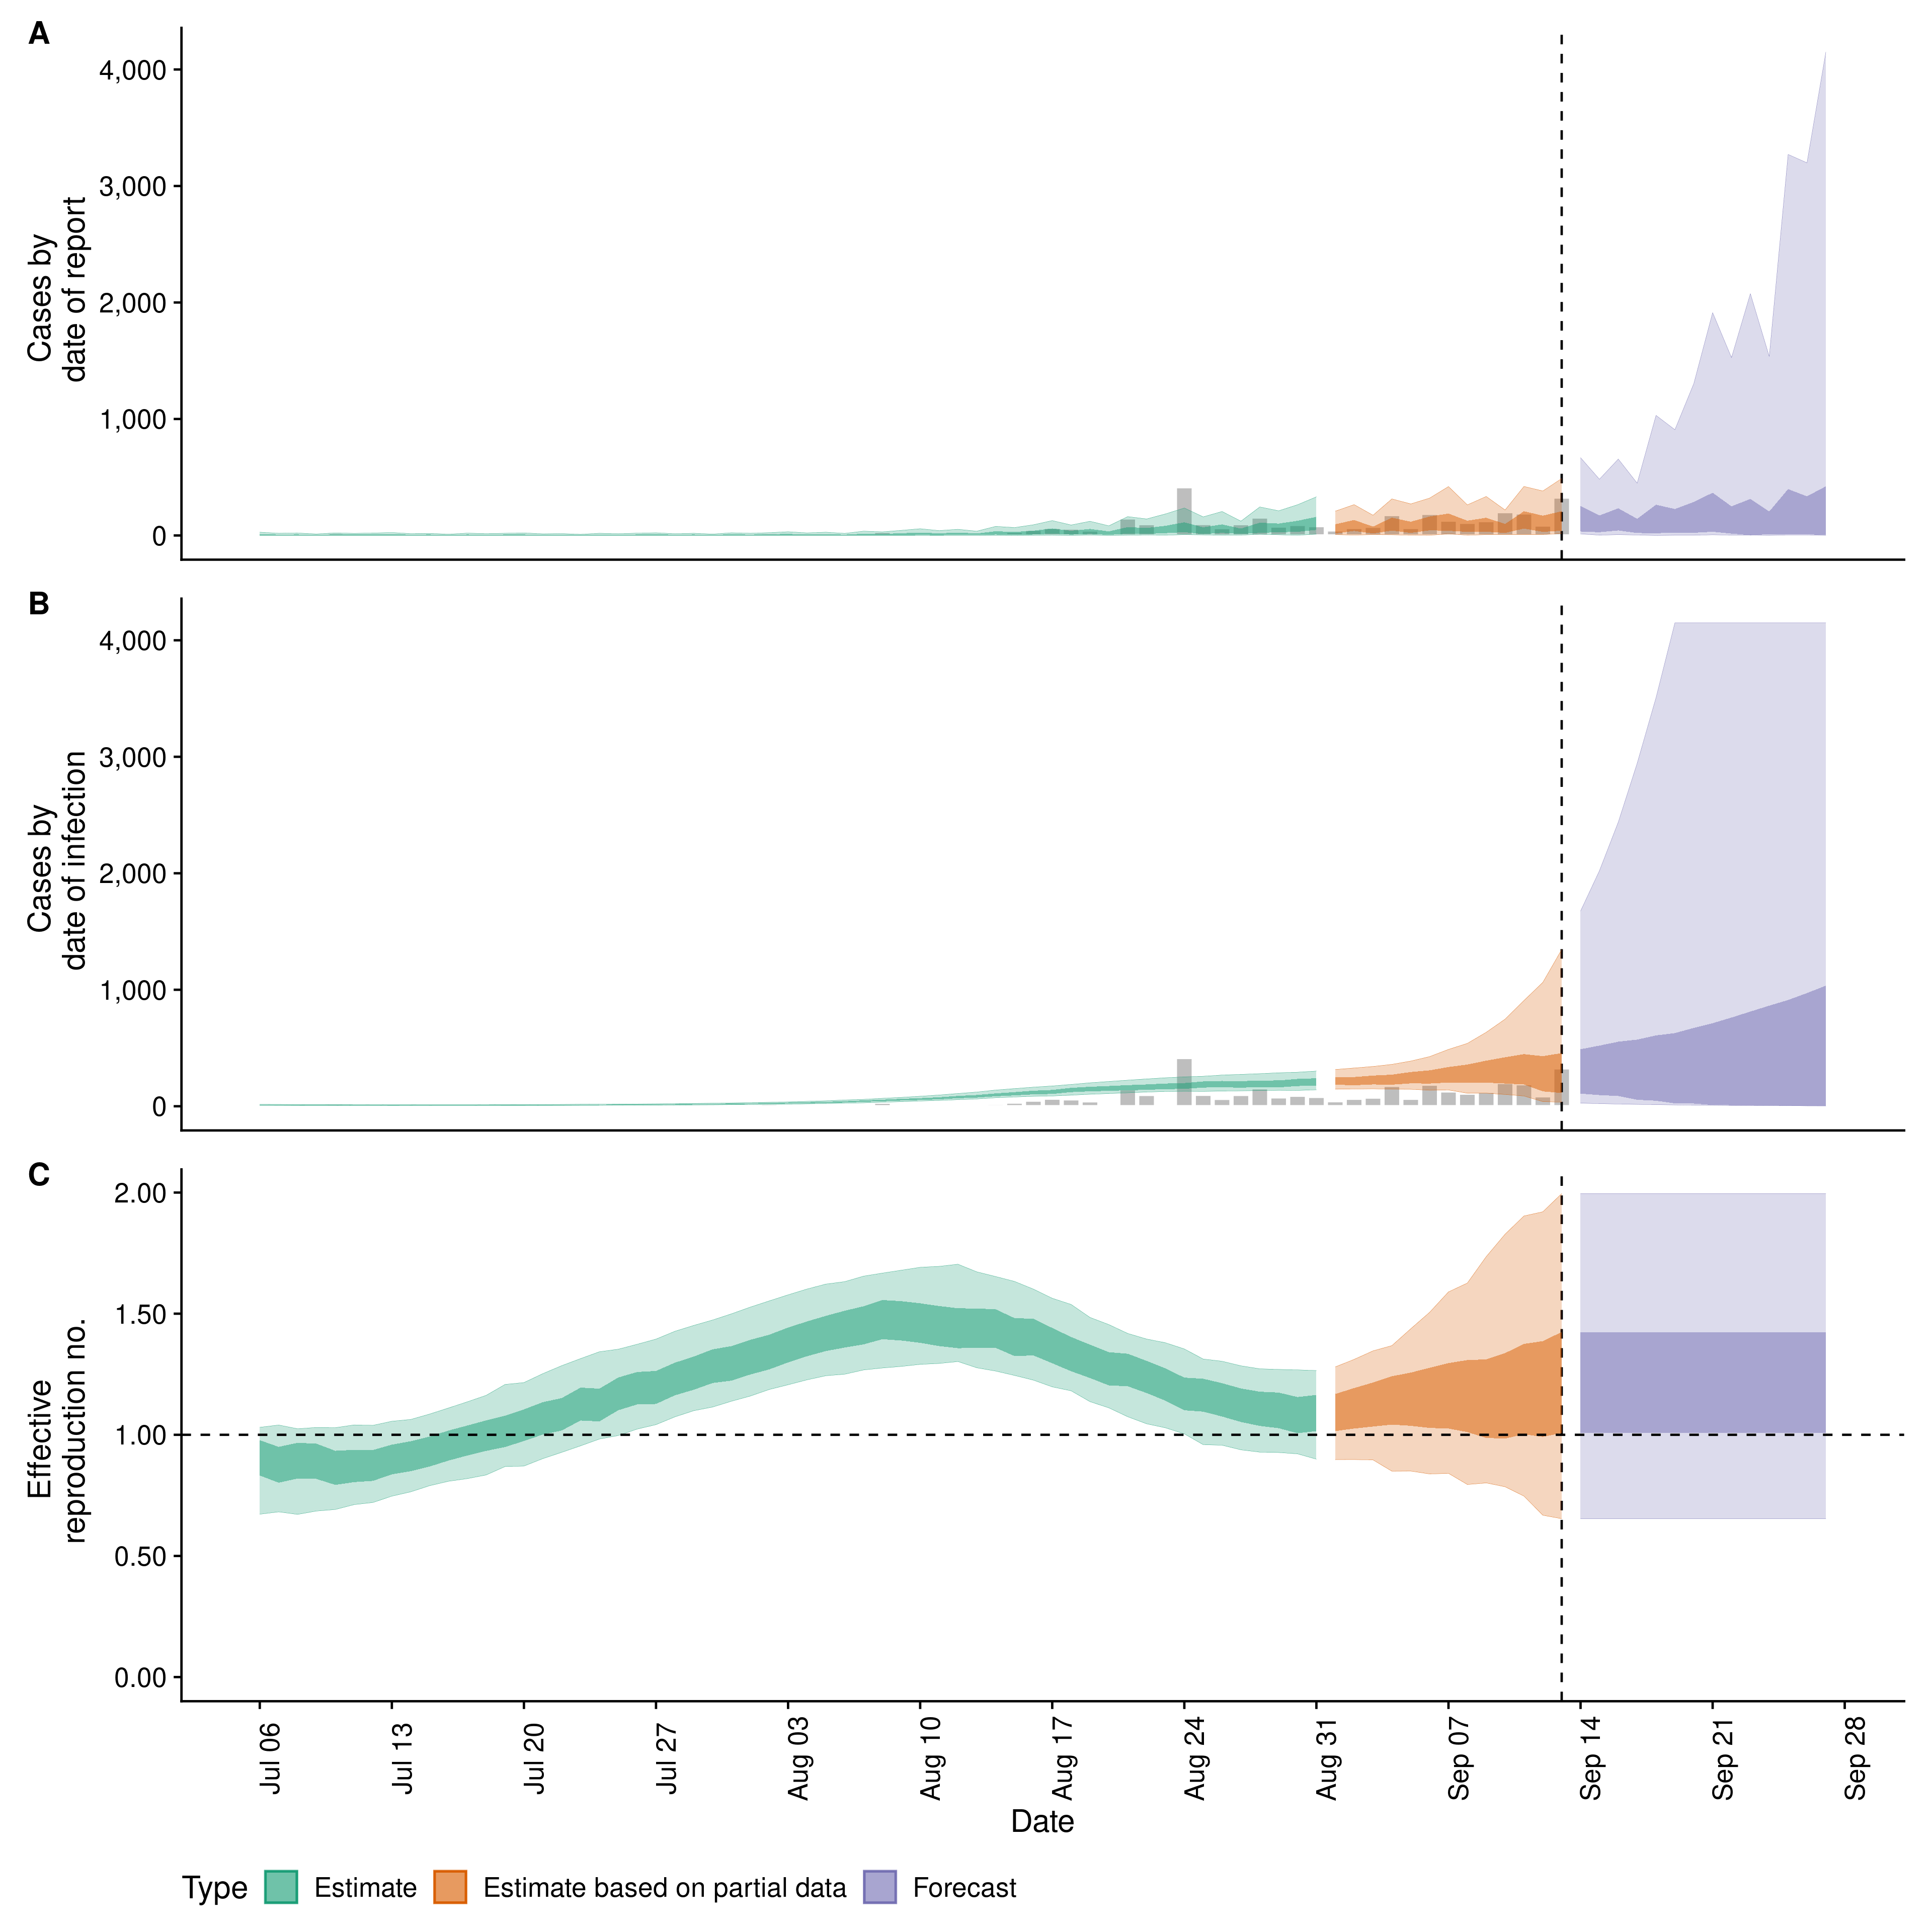 A
Cases by
date of report
4,000
3,000
2,000
1,000
0
B
Cases by
date of infection
4,000
3,000
2,000
1,000
0
C
Effective
reproduction no.
2.00
1.50
1.00
0.50
0.00
Jul 06
Jul 13
Jul 20
Jul 27
Aug 03
Aug 10
Aug 17
Aug 24
Aug 31
Sep 07
Sep 14
Sep 21
Sep 28
Date
Type Estimate Estimate based on partial data Forecast